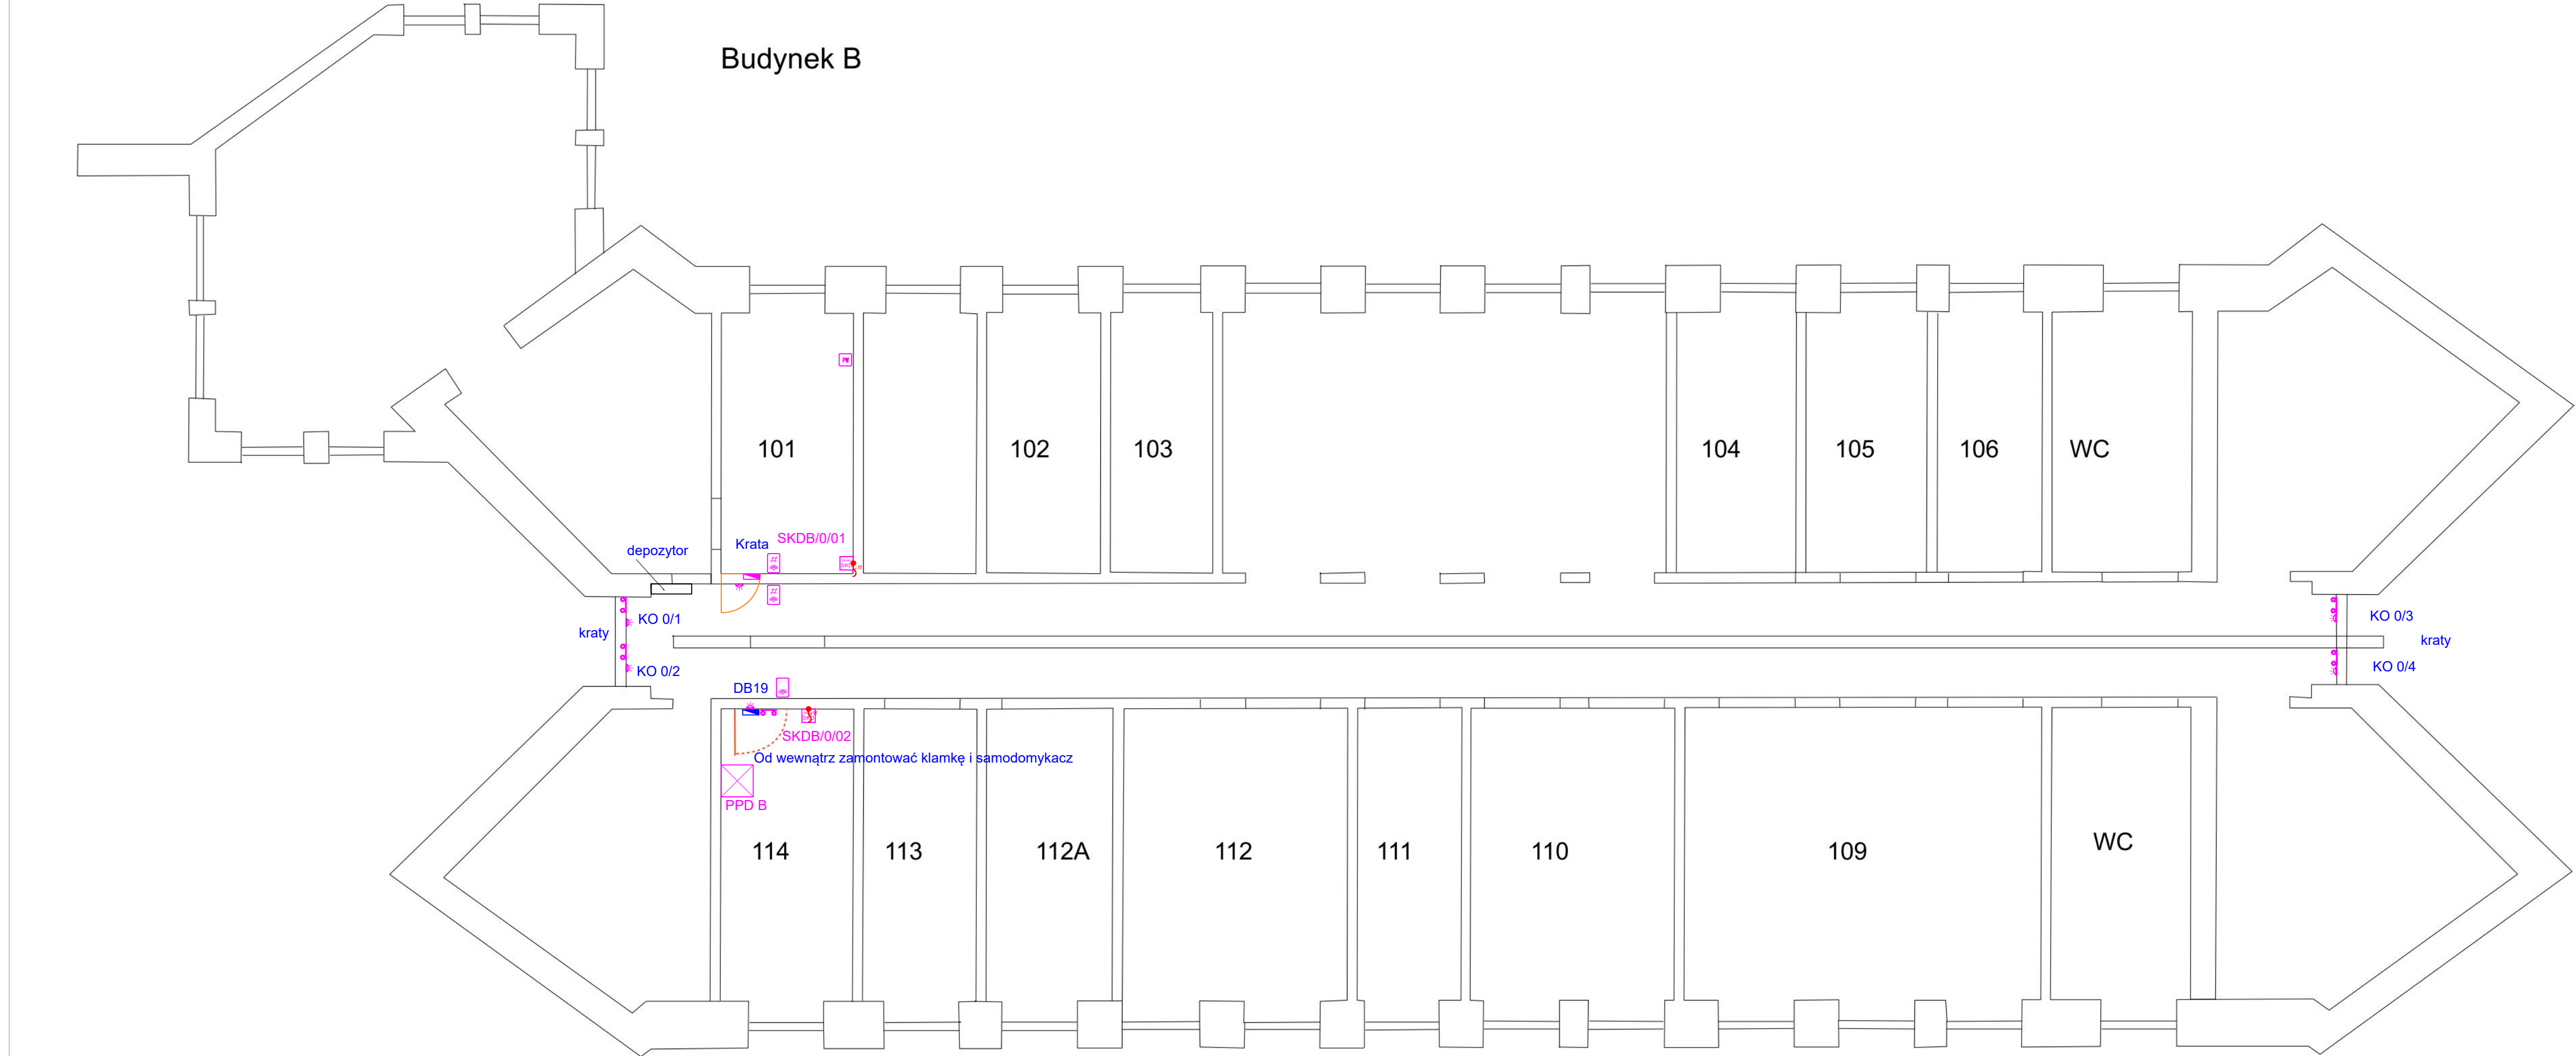 Budynek B
101
102
103
104
105
106
WC
depozytor
Krata
SKDB/0/01
KO 0/1
kraty
KO 0/2
KO 0/3
kraty
KO 0/4
DB19
SKDB/0/02
Od wewnątrz zamontować klamkę i samodomykacz
PPD B
114
113
112A
112
111
110
109
WC